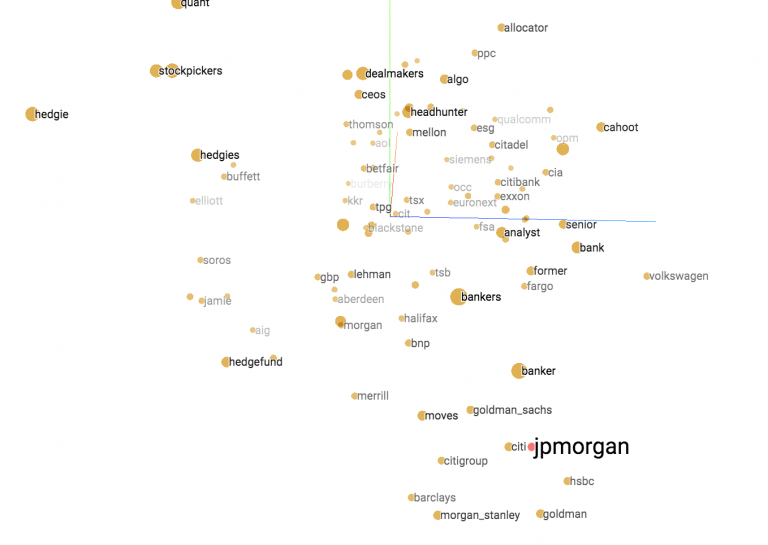 quant
allocator
ppc
stockpickers
dealmakers
algo
ceos
hedgie
headhunter
thomson
mellon
qualcomm
esg
cahoot
aol
citadel
opm
hedgies
siemens
betfair
cia
buffett
burberry
occ
citibank
elliott
kkr
tpg
tsx
euronext
exxon
cit
blackstone
fsa
analyst
senior
bank
soros
gbp
lehman
tsb
former
volkswagen
fargo
jamie
aberdeen
bankers
morgan
halifax
aig
bnp
hedgefund
banker
merrill
moves
goldman_sachs
citi
jpmorgan
citigroup
hsbc
barclays
morgan_stanley
goldman